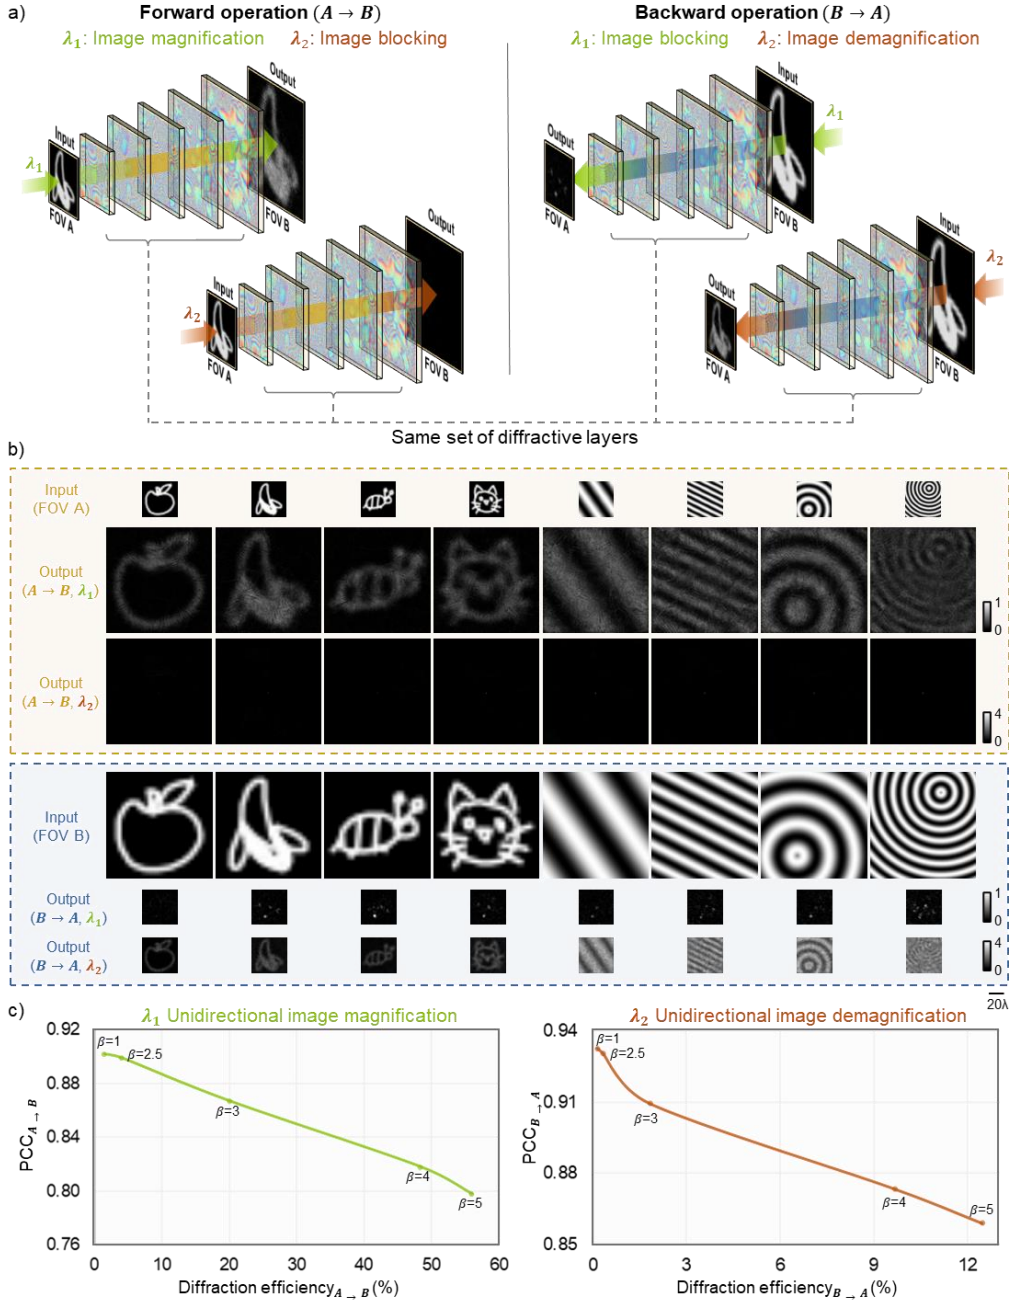 a)
Forward operation (A → B)
λ₁: Image magnification λ₂: Image blocking
Backward operation (B → A)
λ₁: Image blocking λ₂: Image demagnification
Output
Input
λ₁
FOV A
FOV B
Output
Input
λ₂
FOV A
FOV B
Input
λ₁
Output
FOV A
FOV B
Input
λ₂
Output
FOV A
FOV B
Same set of diffractive layers
b)
Input
(FOV A)
Output
(A → B, λ₁)
1
0
Output
(A → B, λ₂)
4
0
Input
(FOV B)
Output
(B → A, λ₁)
1
0
Output
(B → A, λ₂)
4
0
20λ
c)
λ₁ Unidirectional image magnification
0.92
0.88
0.84
0.80
0.76
PCC A → B
β=1
β=2.5
β=3
β=4
β=5
0 10 20 30 40 50 60
Diffraction efficiency A → B (%)
λ₂ Unidirectional image demagnification
0.94
0.91
0.88
0.85
PCC B → A
β=1
β=2.5
β=3
β=4
β=5
0 3 6 9 12
Diffraction efficiency B → A (%)